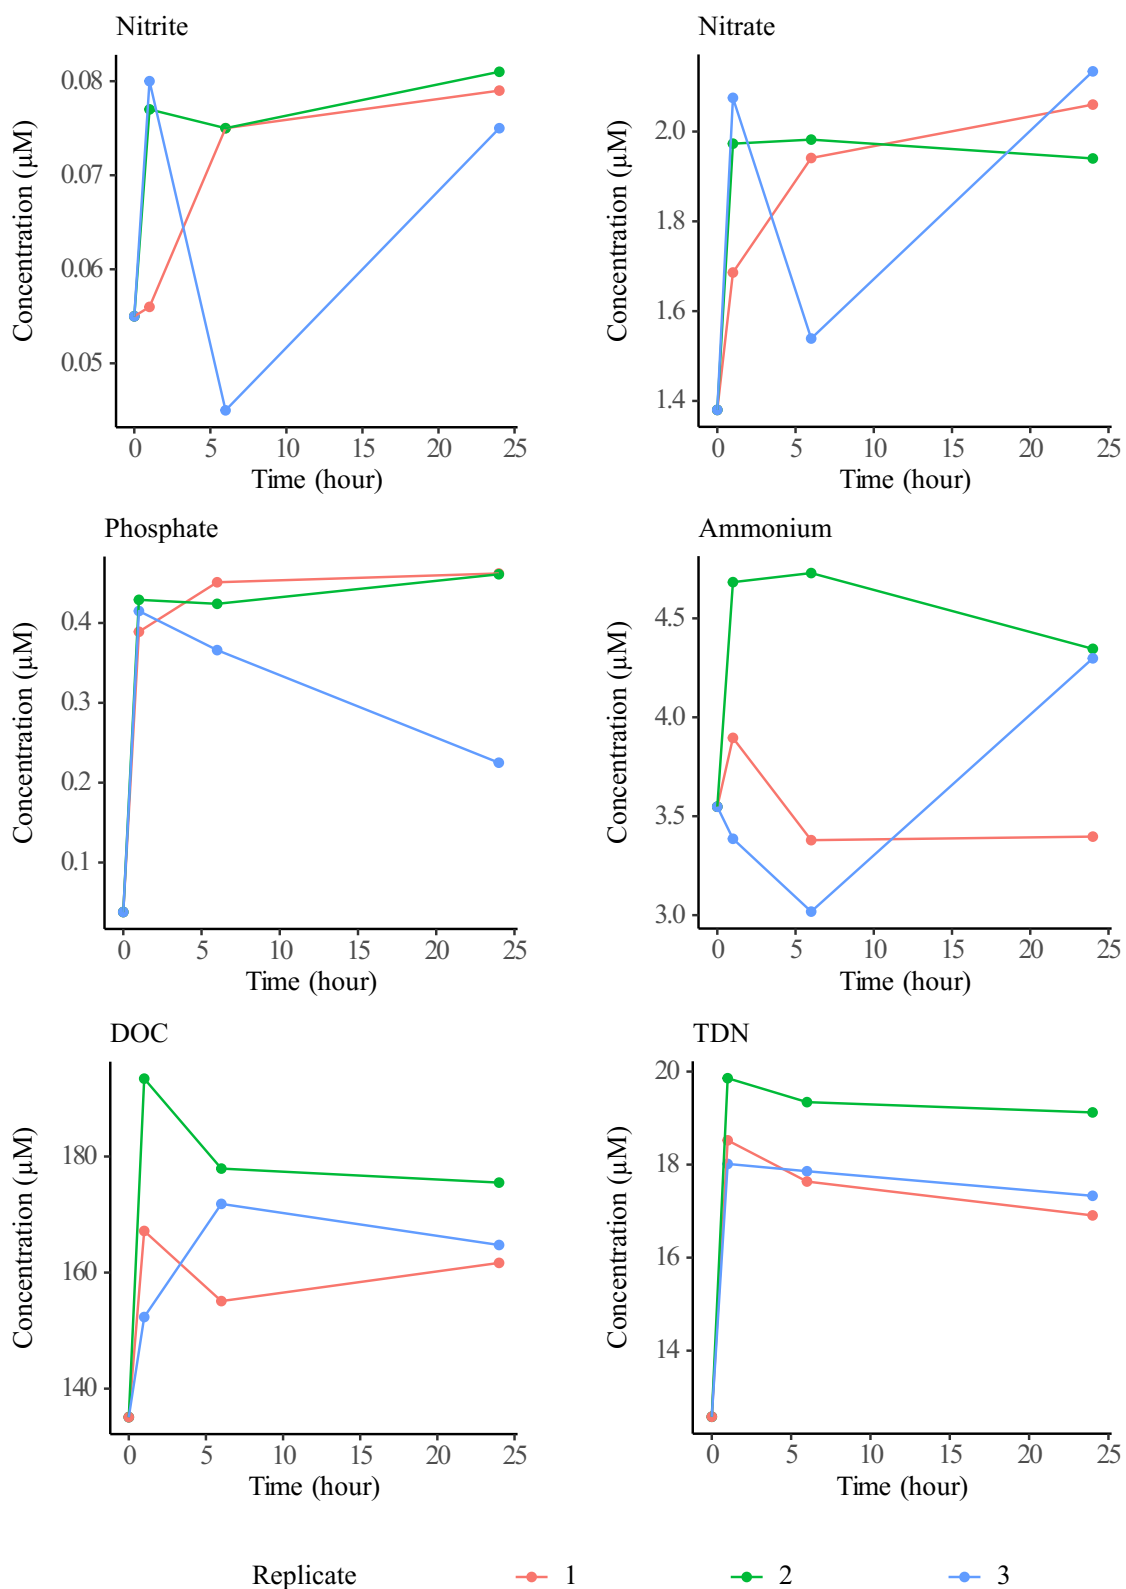 Nitrite
Concentration (µM)
0.08
0.07
0.06
0.05
0 5 10 15 20 25
Time (hour)
Nitrate
Concentration (µM)
2.0
1.8
1.6
1.4
0 5 10 15 20 25
Time (hour)
Phosphate
Concentration (µM)
0.4
0.3
0.2
0.1
0 5 10 15 20 25
Time (hour)
Ammonium
Concentration (µM)
4.5
4.0
3.5
3.0
0 5 10 15 20 25
Time (hour)
DOC
Concentration (µM)
180
160
140
0 5 10 15 20 25
Time (hour)
TDN
Concentration (µM)
20
18
16
14
0 5 10 15 20 25
Time (hour)
Replicate 1 2 3